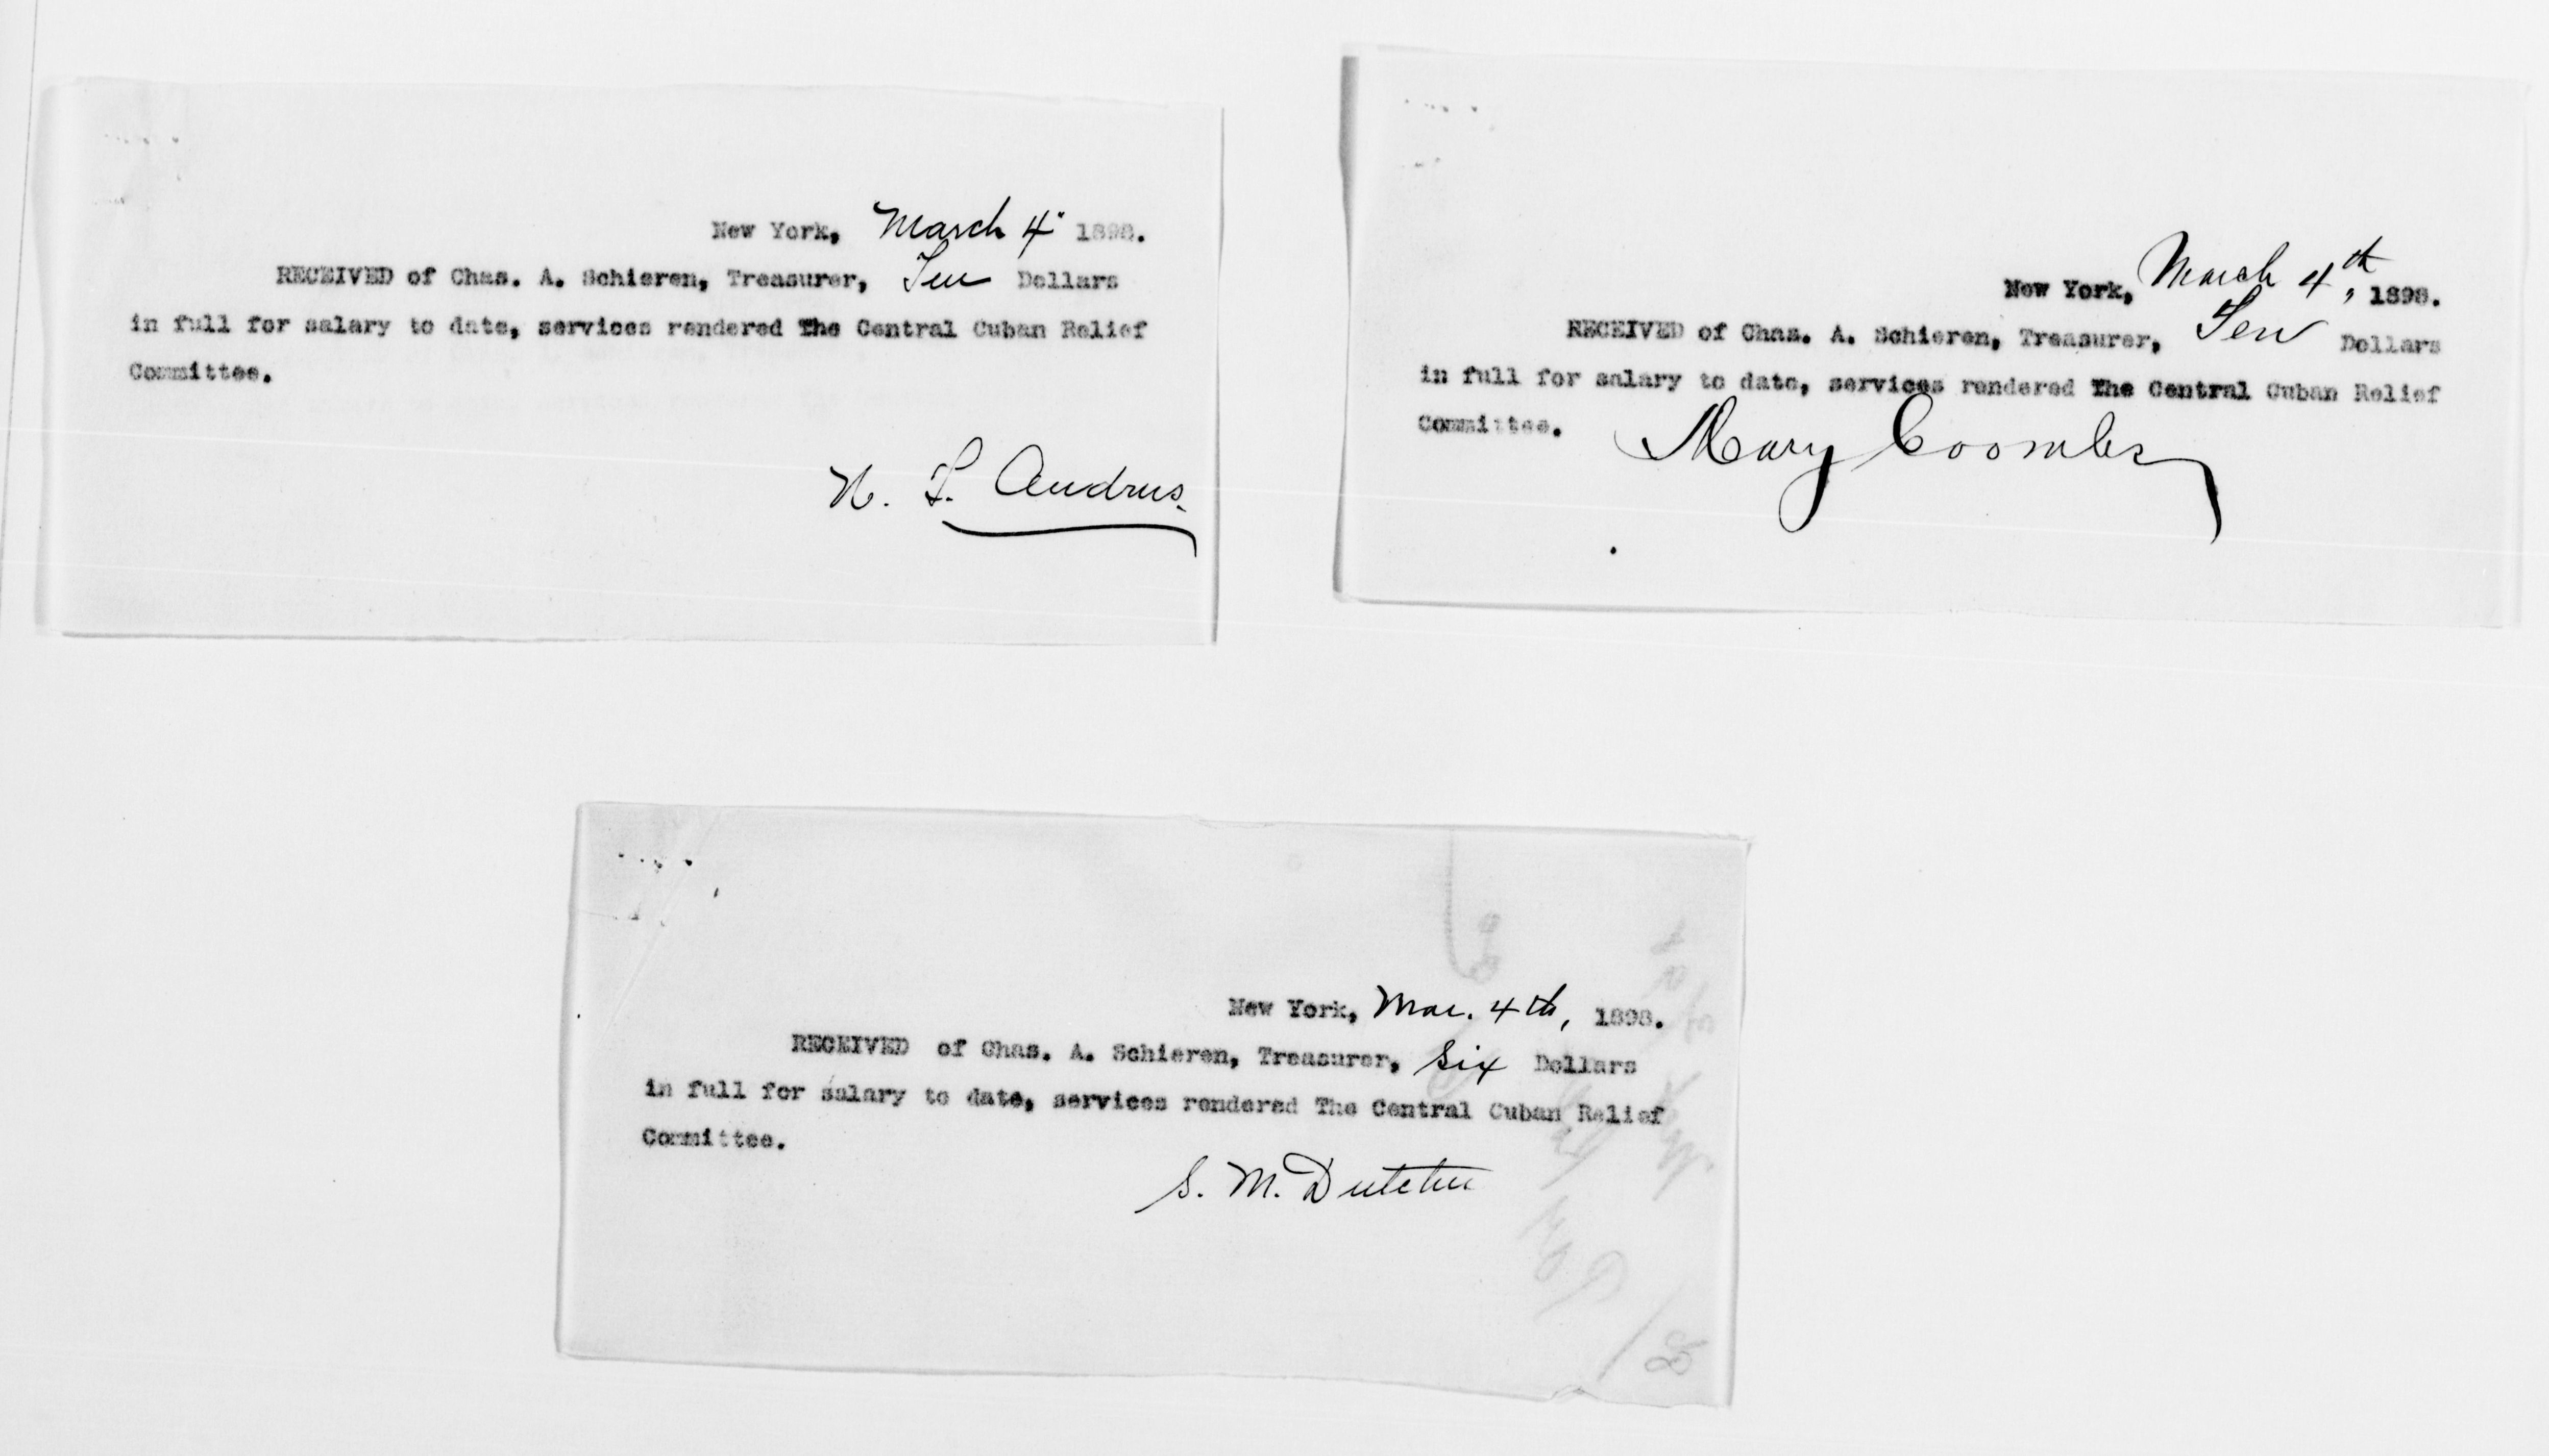 New York, March 4" 1898.
RECEIVED of Chas. A. Schieren, Treasurer, Ten Dollars
in full for salary to date, services rendered The Central Cuban Relief
Committee.
N. L. Andrus.
New York, March 4th, 1898.
RECEIVED of Chas. A. Schieren, Treasurer, Ten Dollars
in full for salary to date, services rendered The Central Cuban Relief
Committee.
Mary Coombs
New York, Mar. 4th, 1898.
RECEIVED of Chas. A. Schieren, Treasurer, Six Dollars
in full for salary to date, services rendered The Central Cuban Relief
Committee.
S. M. Dutcher